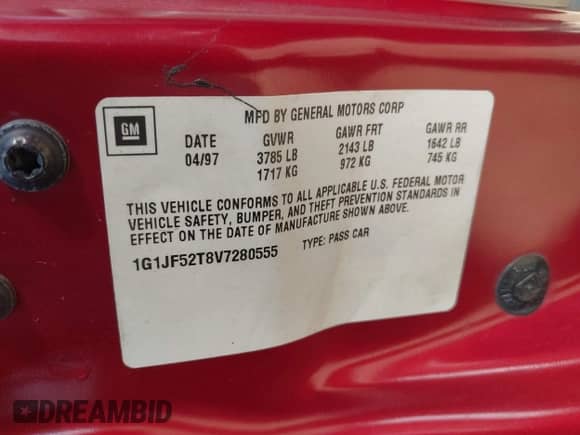 MFD BY GENERAL MOTORS CORP
GM
DATE GVWR GAWR FRT GAWR RR
04/97 3785 LB 2143 LB 1642 LB
1717 KG 972 KG 745 KG
THIS VEHICLE CONFORMS TO ALL APPLICABLE U.S. FEDERAL MOTOR
VEHICLE SAFETY, BUMPER, AND THEFT PREVENTION STANDARDS IN
EFFECT ON THE DATE OF MANUFACTURE SHOWN ABOVE.
1G1JF52T8V7280555 TYPE: PASS CAR
DREAMBID